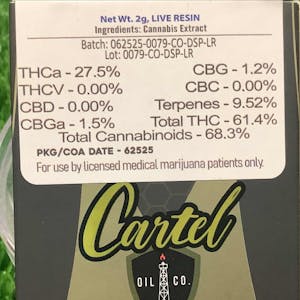 Net Wt. 2g, LIVE RESIN
Ingredients: Cannabis Extract
Batch: 062525-0079-CO-DSP-LR
Lot: 0079-CO-DSP-LR
THCa - 27.5% CBG - 1.2%
THCV - 0.00% CBC - 0.00%
CBD - 0.00% Terpenes - 9.52%
CBGa - 1.5% Total THC - 61.4%
Total Cannabinoids - 68.3%
PKG/COA DATE - 62525
For use by licensed medical marijuana patients only.
Cartel
OIL CO.